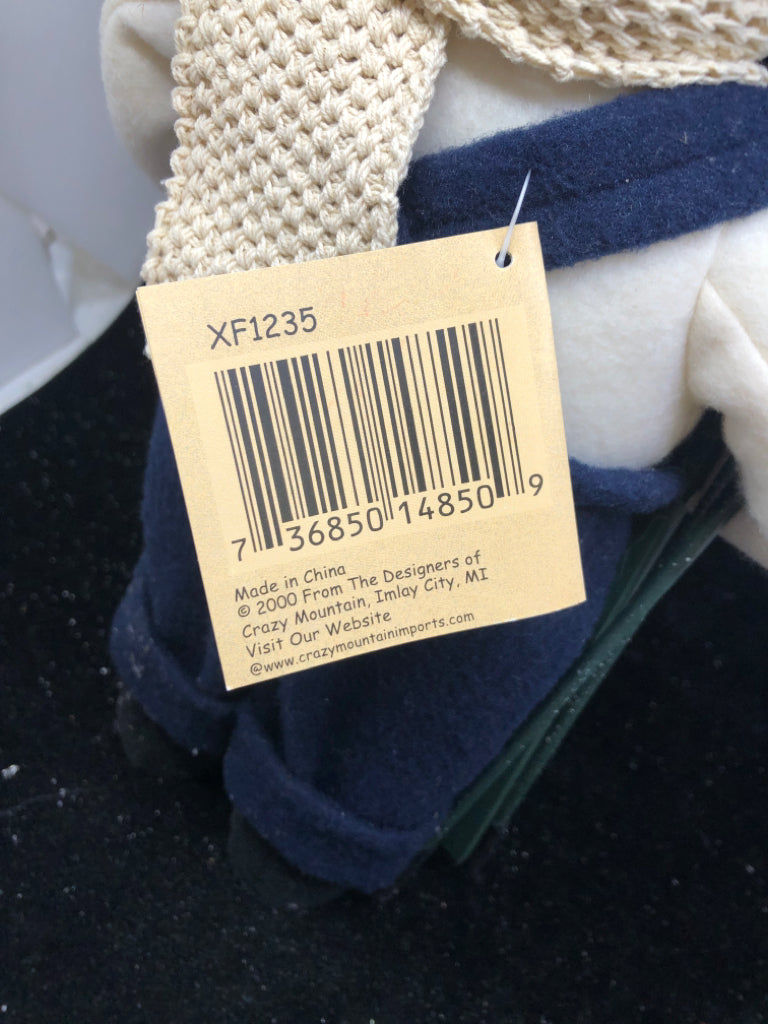 XF1235
7 36850 14850 9
Made in China
© 2000 From The Designers of
Crazy Mountain, Imlay City, MI
Visit Our Website
@www.crazymountainimports.com